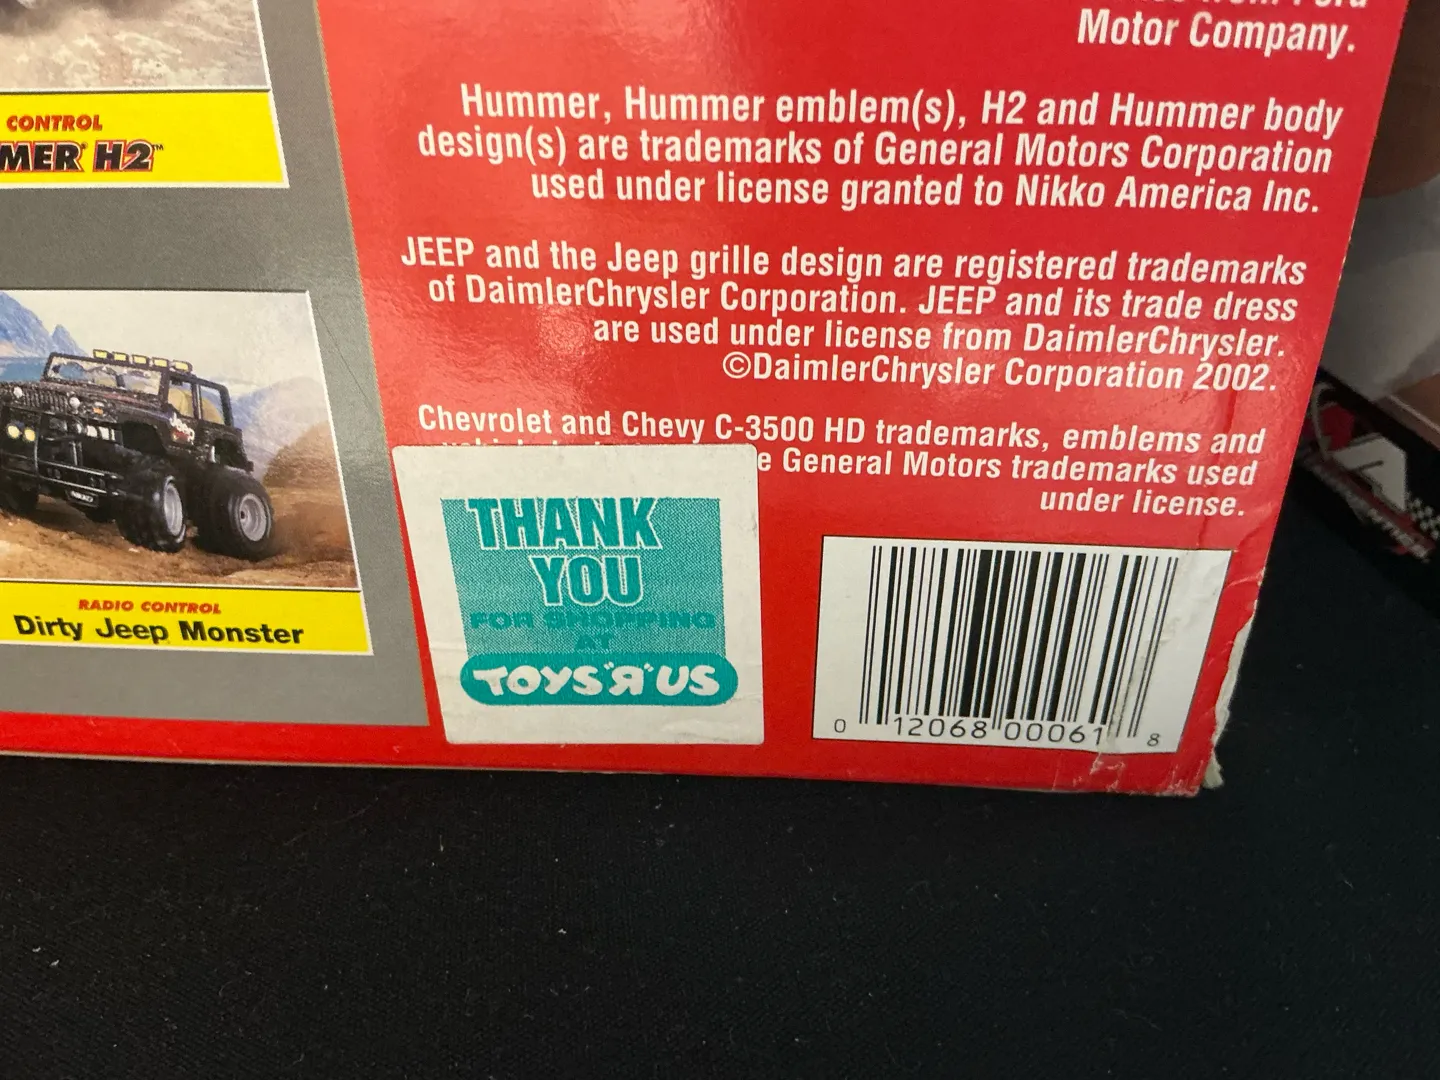 CONTROL
MER H2™
RADIO CONTROL
Dirty Jeep Monster
Motor Company.
Hummer, Hummer emblem(s), H2 and Hummer body
design(s) are trademarks of General Motors Corporation
used under license granted to Nikko America Inc.
JEEP and the Jeep grille design are registered trademarks
of DaimlerChrysler Corporation. JEEP and its trade dress
are used under license from DaimlerChrysler.
©DaimlerChrysler Corporation 2002.
Chevrolet and Chevy C-3500 HD trademarks, emblems and
e General Motors trademarks used
under license.
THANK
YOU
FOR SHOPPING
AT
TOYS"R"US
0 12068 00061 8